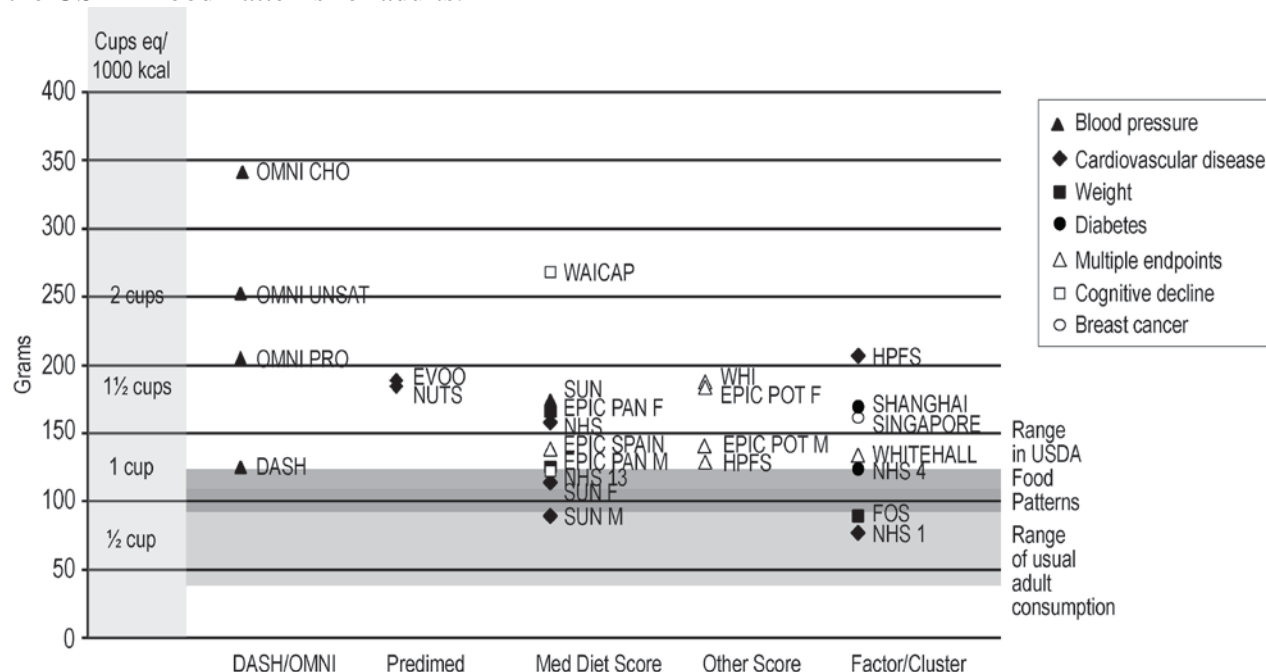 Cups eq/
1000 kcal
400
350
300
250
200
150
100
50
0
Grams
2 cups
1½ cups
1 cup
½ cup
OMNI CHO
OMNI UNSAT
OMNI PRO
DASH
EVOO
NUTS
WAICAP
SUN
EPIC PAN F
NHS
EPIC SPAIN
EPIC PAN M
NHS 13
SUN F
SUN M
WHI
EPIC POT F
EPIC POT M
HPFS
HPFS
SHANGHAI
SINGAPORE
WHITEHALL
NHS 4
FOS
NHS 1
Blood pressure
Cardiovascular disease
Weight
Diabetes
Multiple endpoints
Cognitive decline
Breast cancer
Range
in USDA
Food
Patterns
Range
of usual
adult
consumption
DASH/OMNI
Predimed
Med Diet Score
Other Score
Factor/Cluster